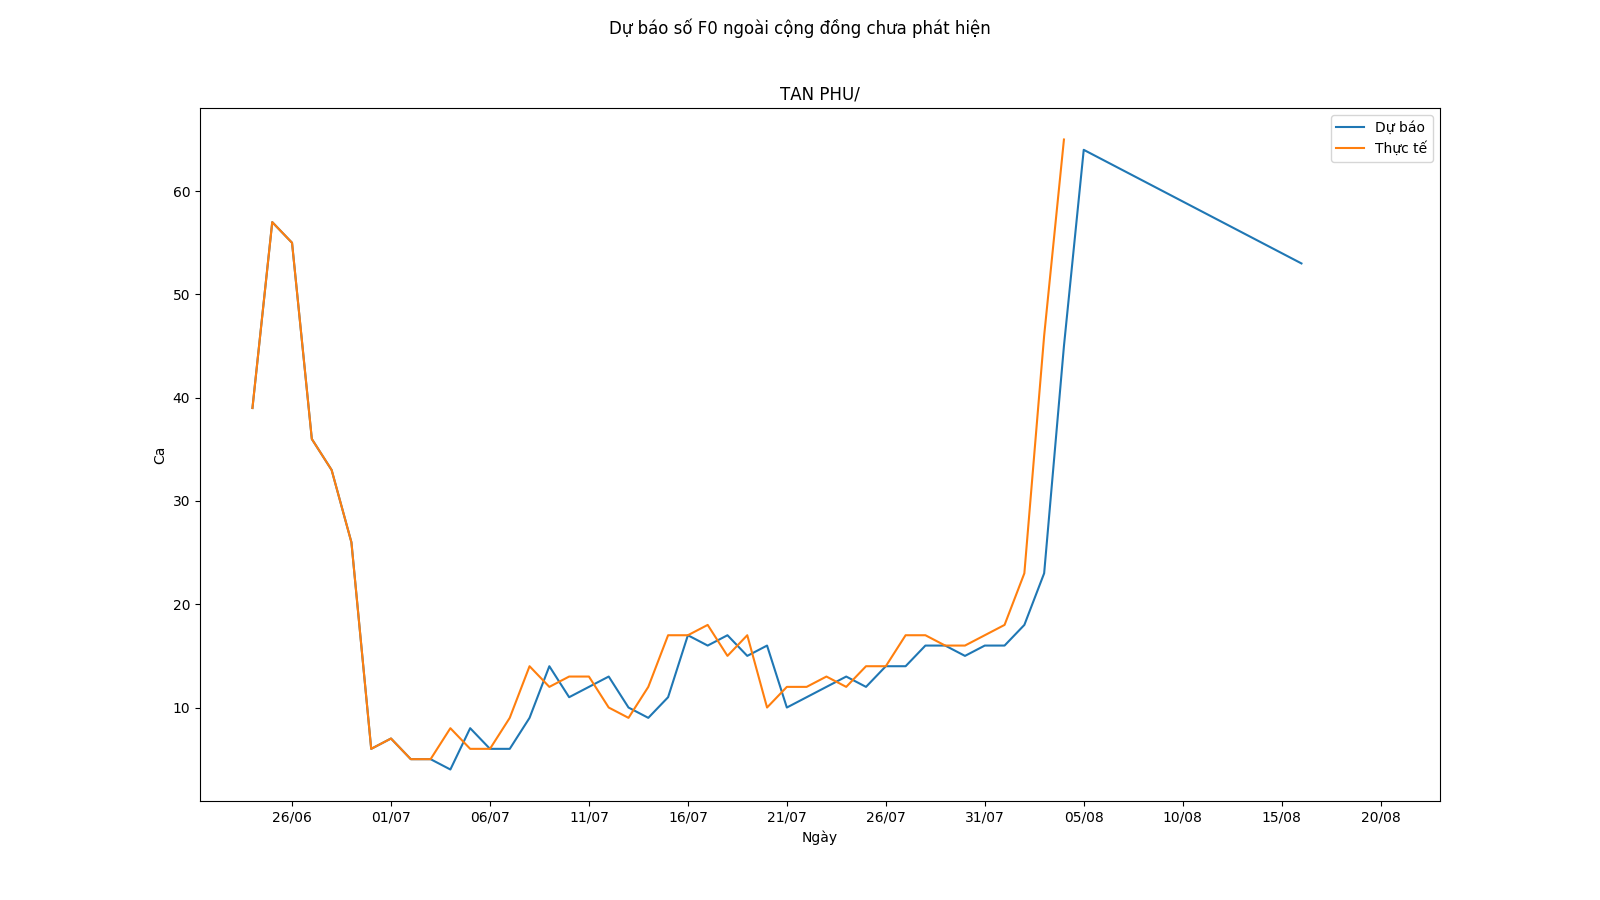 Dự báo số F0 ngoài cộng đồng chưa phát hiện
TAN PHU/
Dự báo
Thực tế
60
50
40
30
20
10
Ca
26/06 01/07 06/07 11/07 16/07 21/07 26/07 31/07 05/08 10/08 15/08 20/08
Ngày